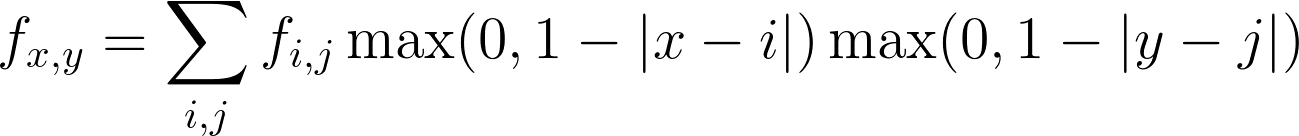 f_{x,y} = \sum_{i,j} f_{i,j} \max(0, 1 - |x - i|) \max(0, 1 - |y - j|)